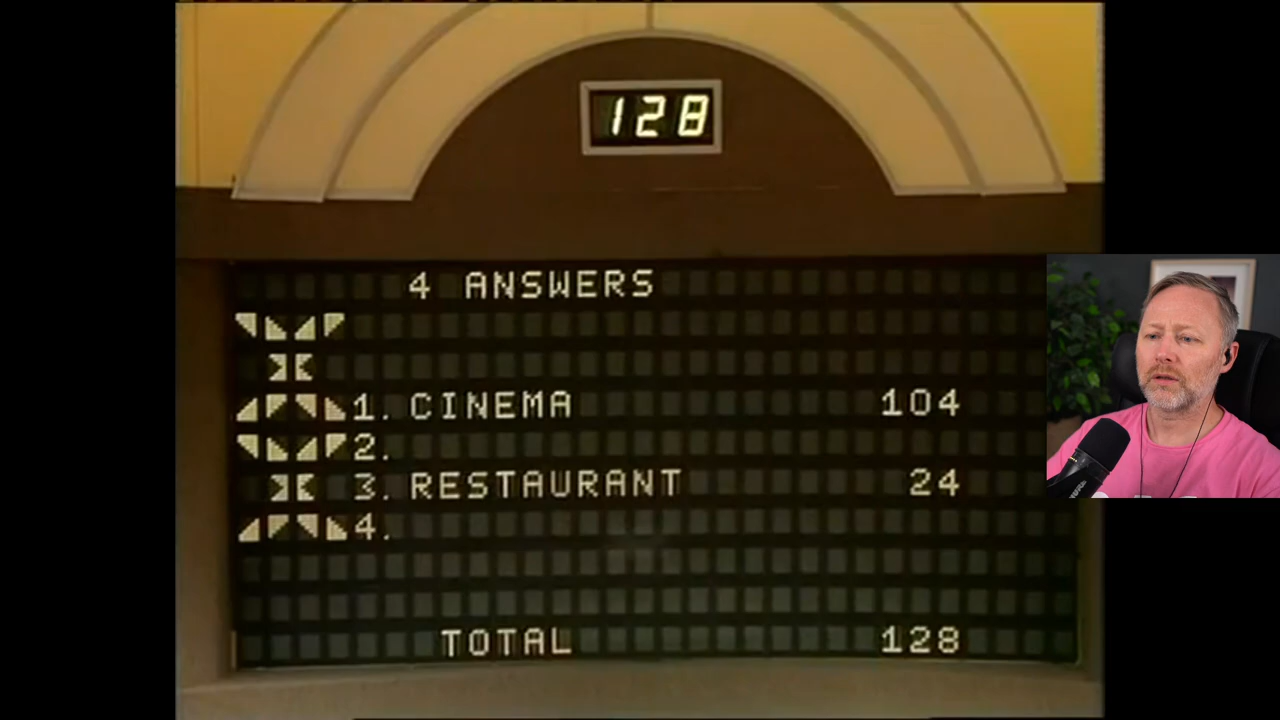 128
4 ANSWERS
1. CINEMA 104
2.
3. RESTAURANT 24
4.
TOTAL 128